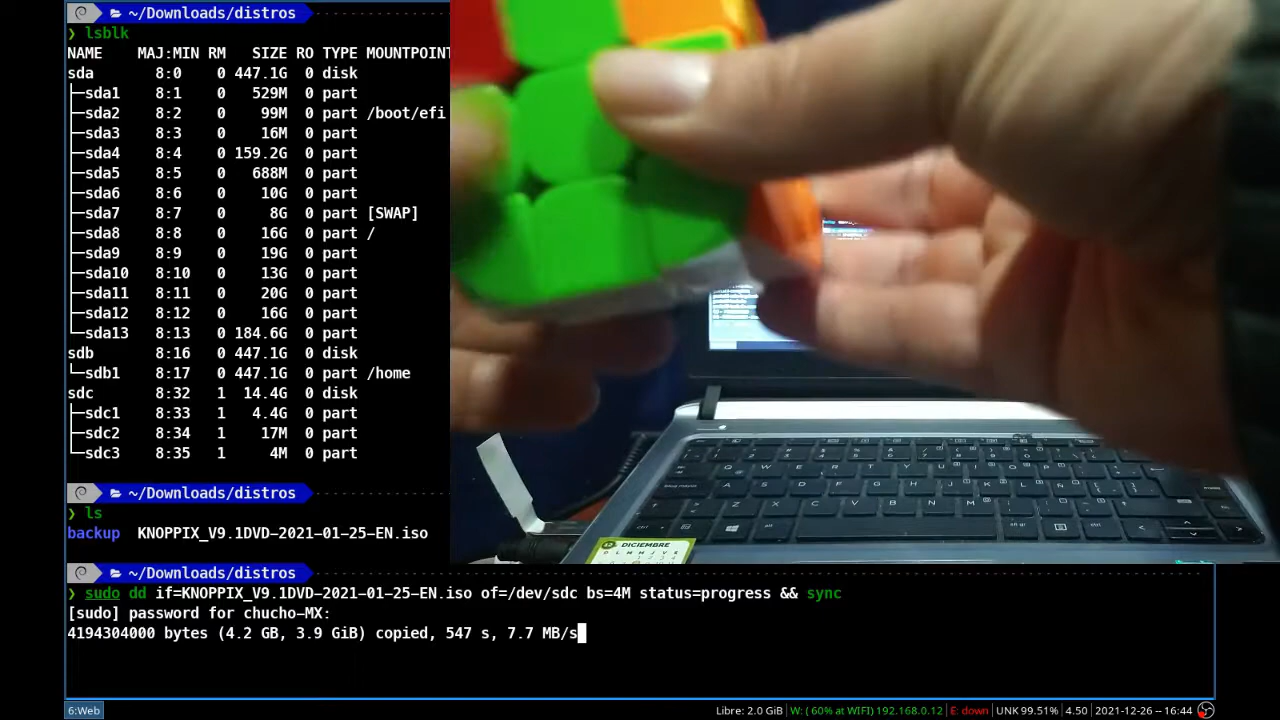 ~/Downloads/distros
❯ lsblk
NAME MAJ:MIN RM SIZE RO TYPE MOUNTPOINT
sda 8:0 0 447.1G 0 disk
├─sda1 8:1 0 529M 0 part
├─sda2 8:2 0 99M 0 part /boot/efi
├─sda3 8:3 0 16M 0 part
├─sda4 8:4 0 159.2G 0 part
├─sda5 8:5 0 688M 0 part
├─sda6 8:6 0 10G 0 part
├─sda7 8:7 0 8G 0 part [SWAP]
├─sda8 8:8 0 16G 0 part /
├─sda9 8:9 0 19G 0 part
├─sda10 8:10 0 13G 0 part
├─sda11 8:11 0 20G 0 part
├─sda12 8:12 0 16G 0 part
└─sda13 8:13 0 184.6G 0 part
sdb 8:16 0 447.1G 0 disk
└─sdb1 8:17 0 447.1G 0 part /home
sdc 8:32 1 14.4G 0 disk
├─sdc1 8:33 1 4.4G 0 part
├─sdc2 8:34 1 17M 0 part
└─sdc3 8:35 1 4M 0 part
~/Downloads/distros
❯ ls
backup KNOPPIX_V9.1DVD-2021-01-25-EN.iso
~/Downloads/distros
❯ sudo dd if=KNOPPIX_V9.1DVD-2021-01-25-EN.iso of=/dev/sdc bs=4M status=progress && sync
[sudo] password for chucho-MX:
4194304000 bytes (4.2 GB, 3.9 GiB) copied, 547 s, 7.7 MB/s
DICIEMBRE
6:Web
Libre: 2.0 GiB | W: ( 60% at WIFI) 192.168.0.12 | E: down | UNK 99.51% | 4.50 | 2021-12-26 -- 16:44